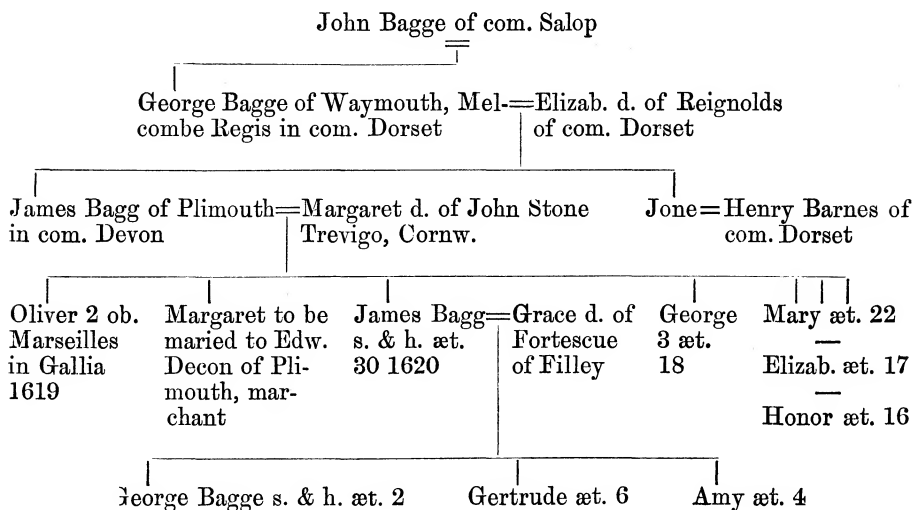 John Bagge of com. Salop
George Bagge of Waymouth, Mel-=Elizab. d. of Reignolds
combe Regis in com. Dorset of com. Dorset
James Bagg of Plimouth=Margaret d. of John Stone Jone=Henry Barnes of
in com. Devon Trevigo, Cornw. com. Dorset
Oliver 2 ob. Margaret to be James Bagg=Grace d. of George Mary æt. 22
Marseilles maried to Edw. s. & h. æt. Fortescue 3 æt.
in Gallia Decon of Pli- 30 1620 of Filley 18 Elizab. æt. 17
1619 mouth, mar-
chant Honor æt. 16
George Bagge s. & h. æt. 2 Gertrude æt. 6 Amy æt. 4